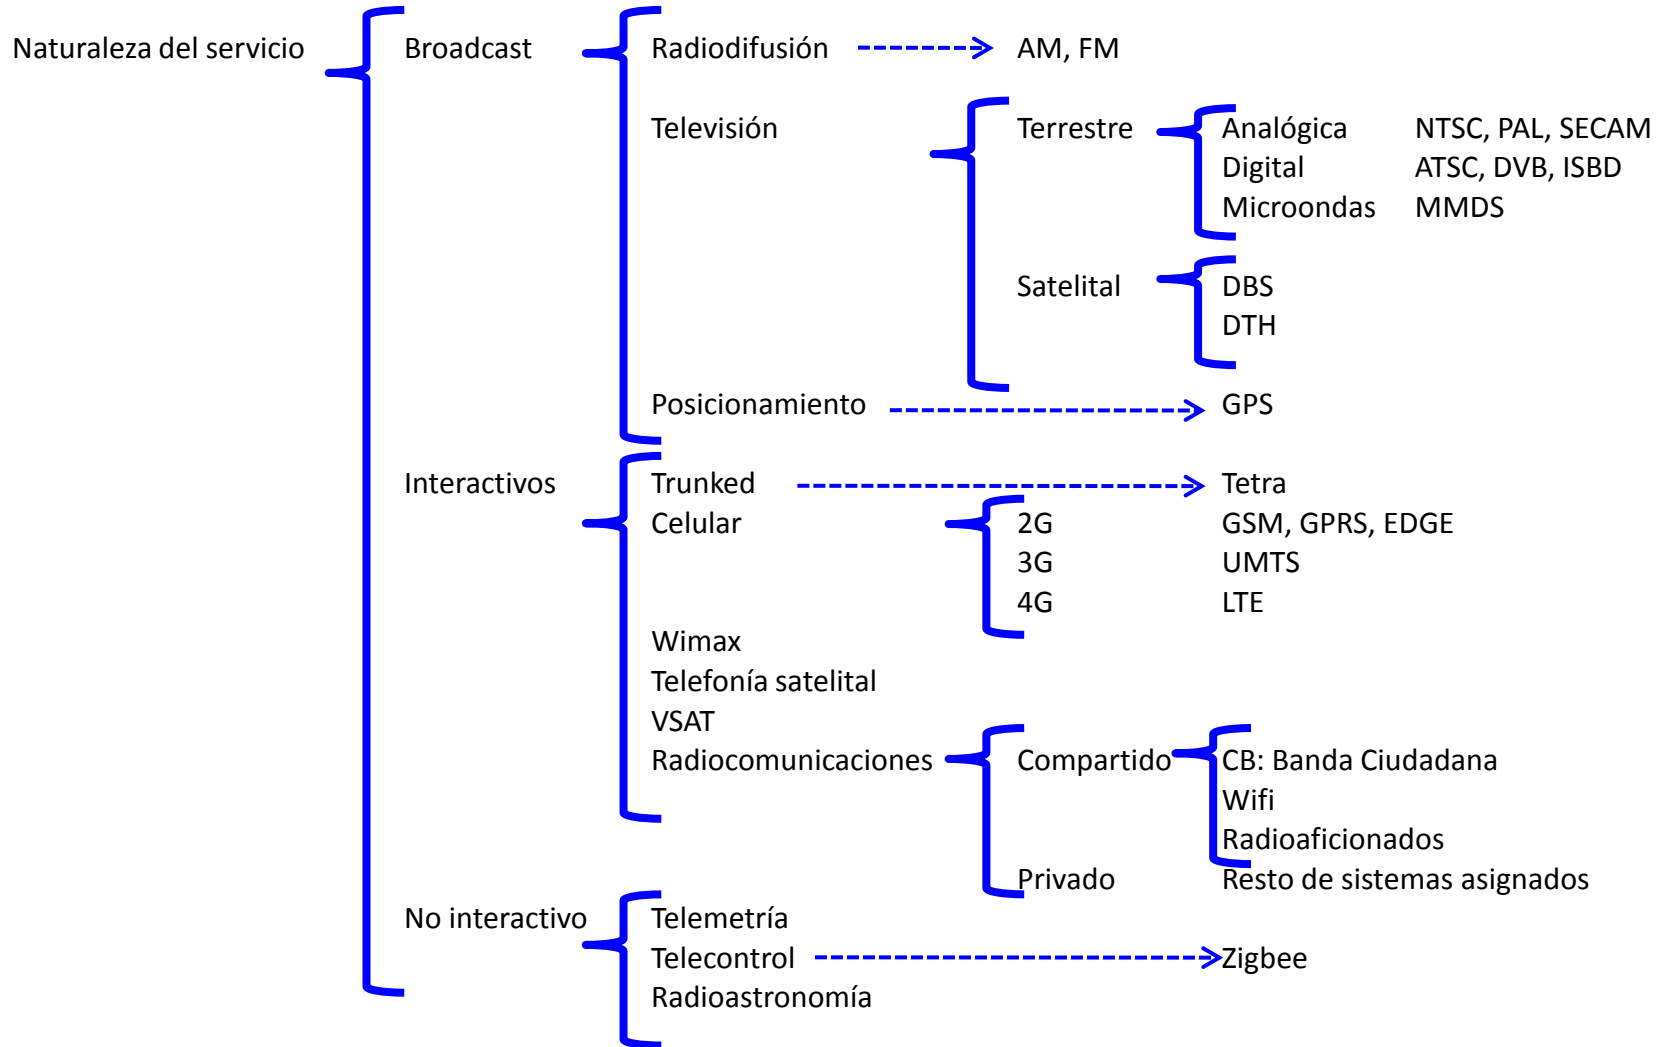 Naturaleza del servicio Broadcast Radiodifusión AM, FM
Televisión Terrestre Analógica NTSC, PAL, SECAM
Digital ATSC, DVB, ISBD
Microondas MMDS
Satelital DBS
DTH
Posicionamiento GPS
Interactivos Trunked Tetra
Celular 2G GSM, GPRS, EDGE
3G UMTS
4G LTE
Wimax
Telefonía satelital
VSAT
Radiocomunicaciones Compartido CB: Banda Ciudadana
Wifi
Radioaficionados
Privado Resto de sistemas asignados
No interactivo Telemetría
Telecontrol Zigbee
Radioastronomía